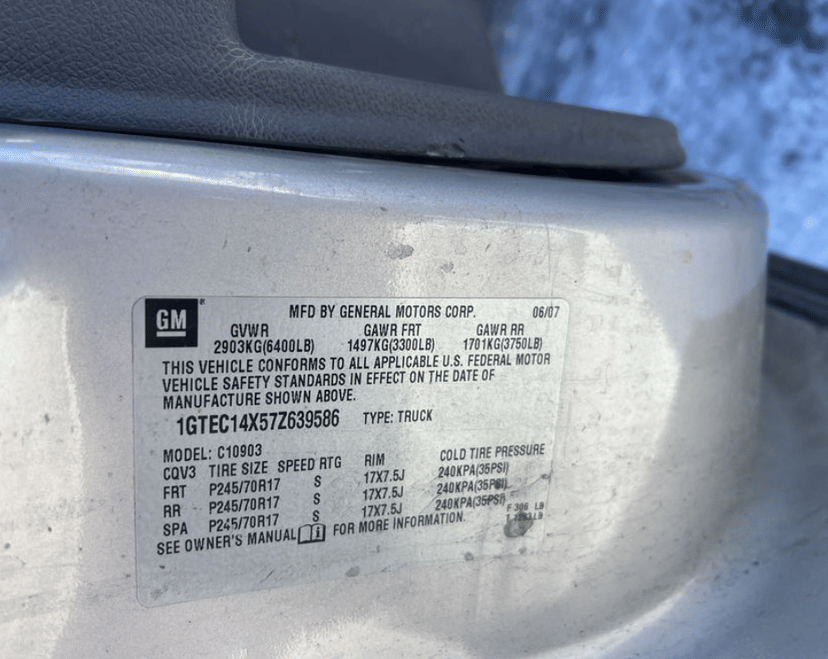 GM
MFD BY GENERAL MOTORS CORP. 06/07
GVWR GAWR FRT GAWR RR
2903KG(6400LB) 1497KG(3300LB) 1701KG(3750LB)
THIS VEHICLE CONFORMS TO ALL APPLICABLE U.S. FEDERAL MOTOR
VEHICLE SAFETY STANDARDS IN EFFECT ON THE DATE OF
MANUFACTURE SHOWN ABOVE.
1GTEC14X57Z639586 TYPE: TRUCK
MODEL: C10903
CQV3 TIRE SIZE SPEED RTG RIM COLD TIRE PRESSURE
FRT P245/70R17 S 17X7.5J 240KPA(35PSI)
RR P245/70R17 S 17X7.5J 240KPA(35PSI)
SPA P245/70R17 S 17X7.5J 240KPA(35PSI)
F 306 LB
T LB
SEE OWNER'S MANUAL FOR MORE INFORMATION.